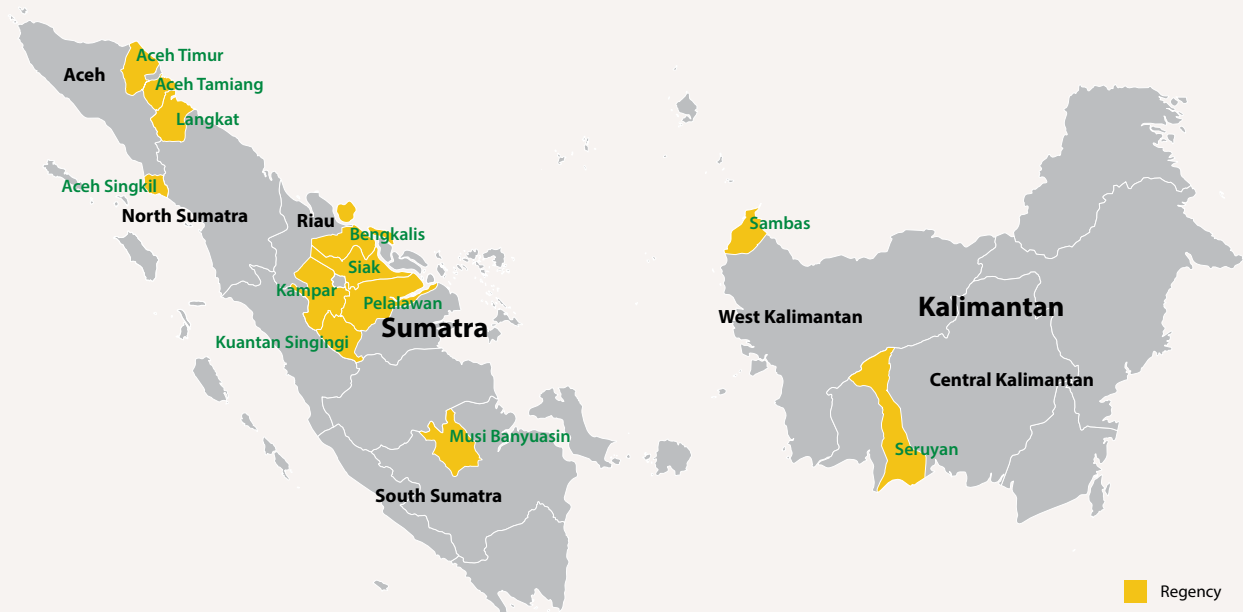 Aceh Timur
Aceh
Aceh Tamiang
Langkat
Aceh Singkil
North Sumatra
Riau
Bengkalis
Siak
Kampar
Pelalawan
Sumatra
Kuantan Singingi
Musi Banyuasin
South Sumatra
Sambas
West Kalimantan
Kalimantan
Central Kalimantan
Seruyan
Regency